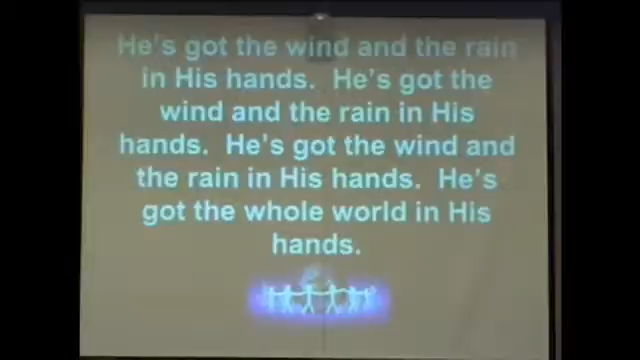 He's got the wind and the rain
in His hands. He's got the
wind and the rain in His
hands. He's got the wind and
the rain in His hands. He's
got the whole world in His
hands.